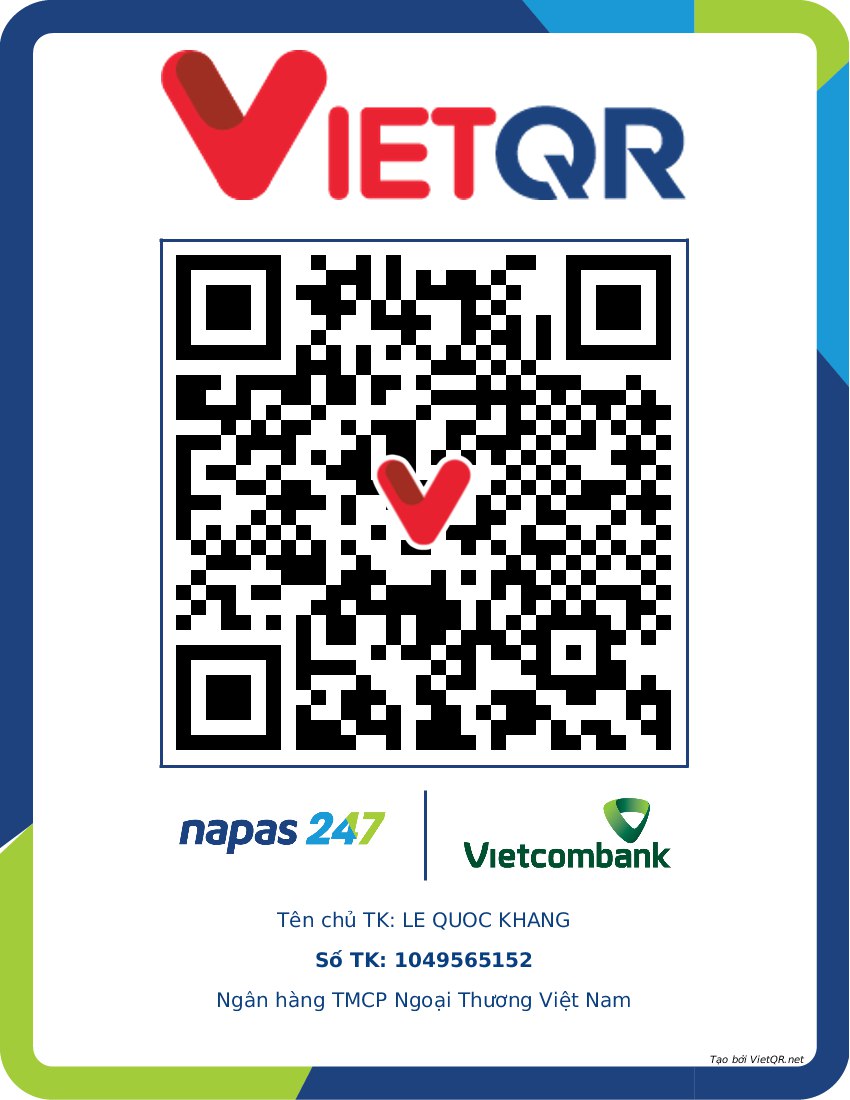 VIETQR
napas 247
Vietcombank
Tên chủ TK: LE QUOC KHANG
Số TK: 1049565152
Ngân hàng TMCP Ngoại Thương Việt Nam
Tạo bởi VietQR.net